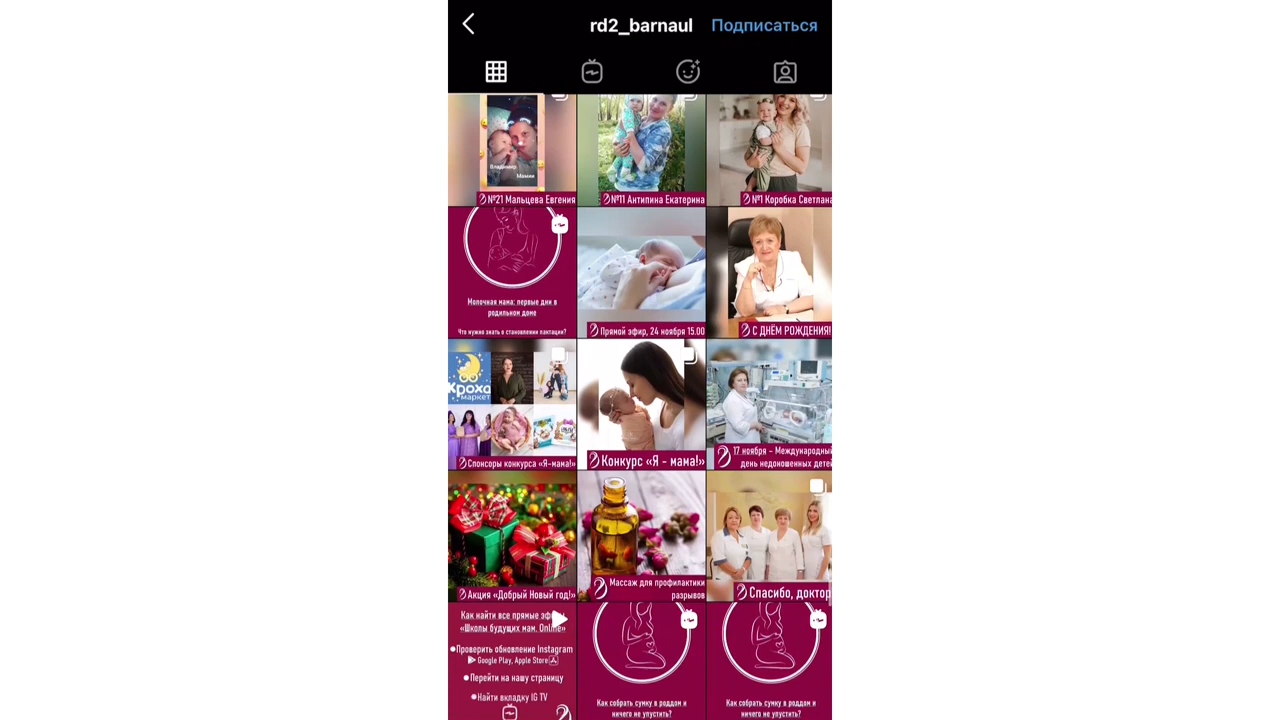 rd2_barnaul
Подписаться
Владимир
Мамин
№21 Мальцева Евгения
№11 Антипина Екатерина
№1 Коробка Светлана
Молочная мама: первые дни в
родильном доме
Что нужно знать о становлении лактации?
Прямой эфир, 24 ноября 15.00
С ДНЁМ РОЖДЕНИЯ!
Кроха
маркет
Спонсоры конкурса «Я-мама!»
Конкурс «Я - мама!»
17 ноября - Международный
день недоношенных детей
Акция «Добрый Новый год!»
Массаж для профилактики
разрывов
Спасибо, доктор
Как найти все прямые эфиры
«Школы будущих мам. Online»
Проверить обновление Instagram
Google Play, Apple Store
Перейти на нашу страницу
Найти вкладку IG TV
Как собрать сумку в роддом и
ничего не упустить?
Как собрать сумку в роддом и
ничего не упустить?